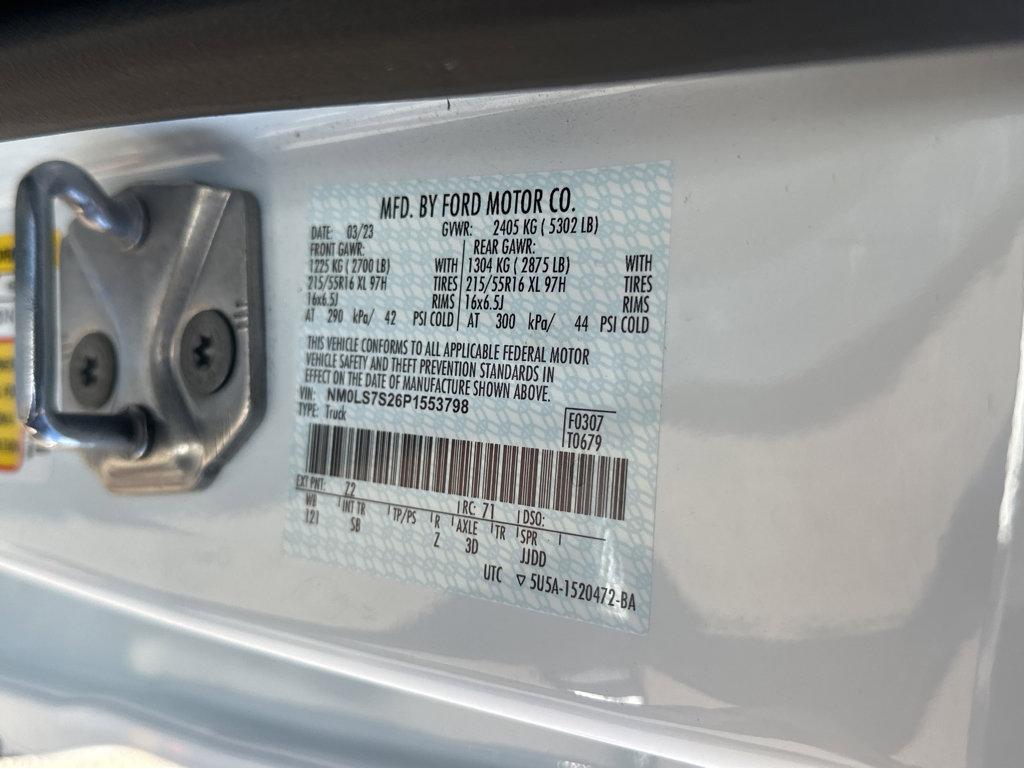 MFD. BY FORD MOTOR CO.
DATE: 03/23 GVWR: 2405 KG ( 5302 LB)
FRONT GAWR: REAR GAWR:
1225 KG ( 2700 LB) WITH 1304 KG ( 2875 LB) WITH
215/55R16 XL 97H TIRES 215/55R16 XL 97H TIRES
16x6.5J RIMS 16x6.5J RIMS
AT 290 kPa/ 42 PSI COLD AT 300 kPa/ 44 PSI COLD
THIS VEHICLE CONFORMS TO ALL APPLICABLE FEDERAL MOTOR
VEHICLE SAFETY AND THEFT PREVENTION STANDARDS IN
EFFECT ON THE DATE OF MANUFACTURE SHOWN ABOVE.
VIN: NM0LS7S26P1553798
TYPE: Truck
F0307
T0679
EXT PNT: 72 RC: 71 DSO:
WB INT TR TP/PS R AXLE TR SPR
121 SB Z 3D JJDD
UTC ▽ 5U5A-1520472-BA